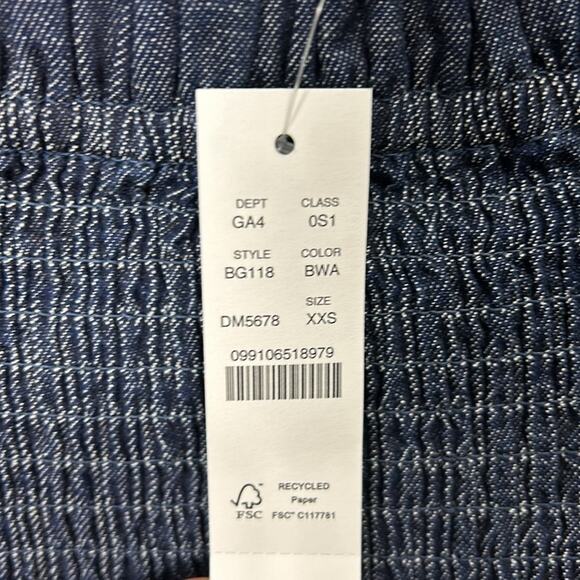 DEPT CLASS
GA4 0S1
STYLE COLOR
BG118 BWA
SIZE
DM5678 XXS
099106518979
RECYCLED
Paper
FSC FSC® C117781